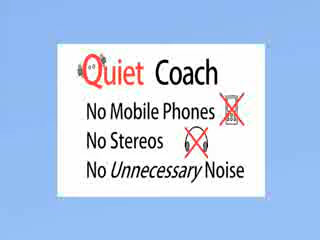 Quiet Coach
No Mobile Phones
No Stereos
No Unnecessary Noise